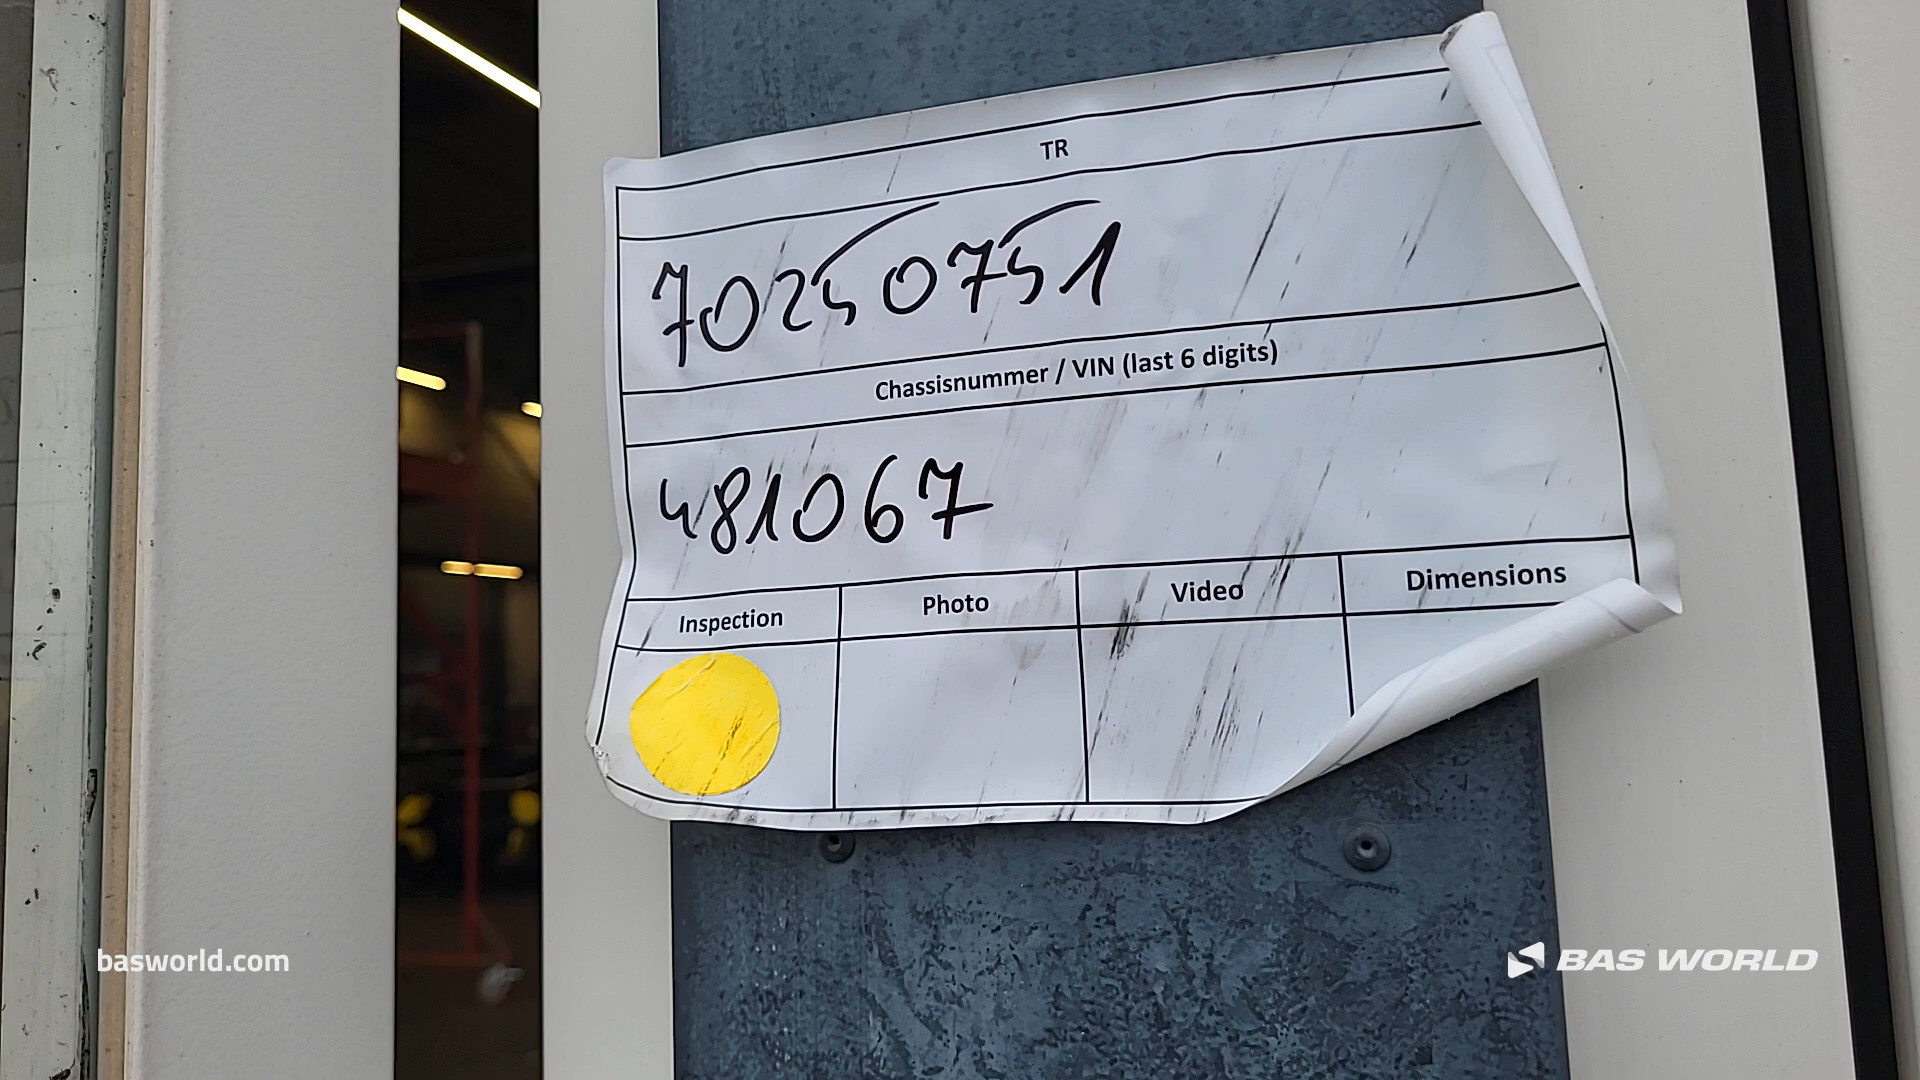 TR
70250751
Chassisnummer / VIN (last 6 digits)
481067
Inspection Photo Video Dimensions
basworld.com
BAS WORLD